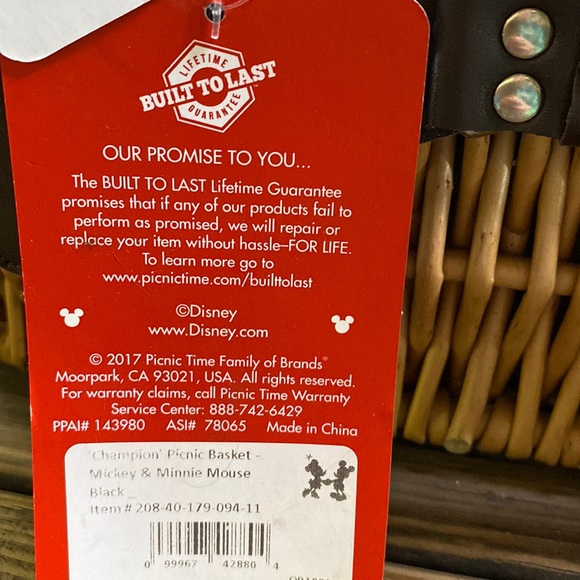 LIFETIME
BUILT TO LAST
GUARANTEE
OUR PROMISE TO YOU...
The BUILT TO LAST Lifetime Guarantee
promises that if any of our products fail to
perform as promised, we will repair or
replace your item without hassle–FOR LIFE.
To learn more go to
www.picnictime.com/builttolast
©Disney
www.Disney.com
© 2017 Picnic Time Family of Brands®
Moorpark, CA 93021, USA. All rights reserved.
For warranty claims, call Picnic Time Warranty
Service Center: 888-742-6429
PPAI# 143980 ASI# 78065 Made in China
'Champion' Picnic Basket -
Mickey & Minnie Mouse
Black _
Item # 208-40-179-094-11
0 99967 42880 4